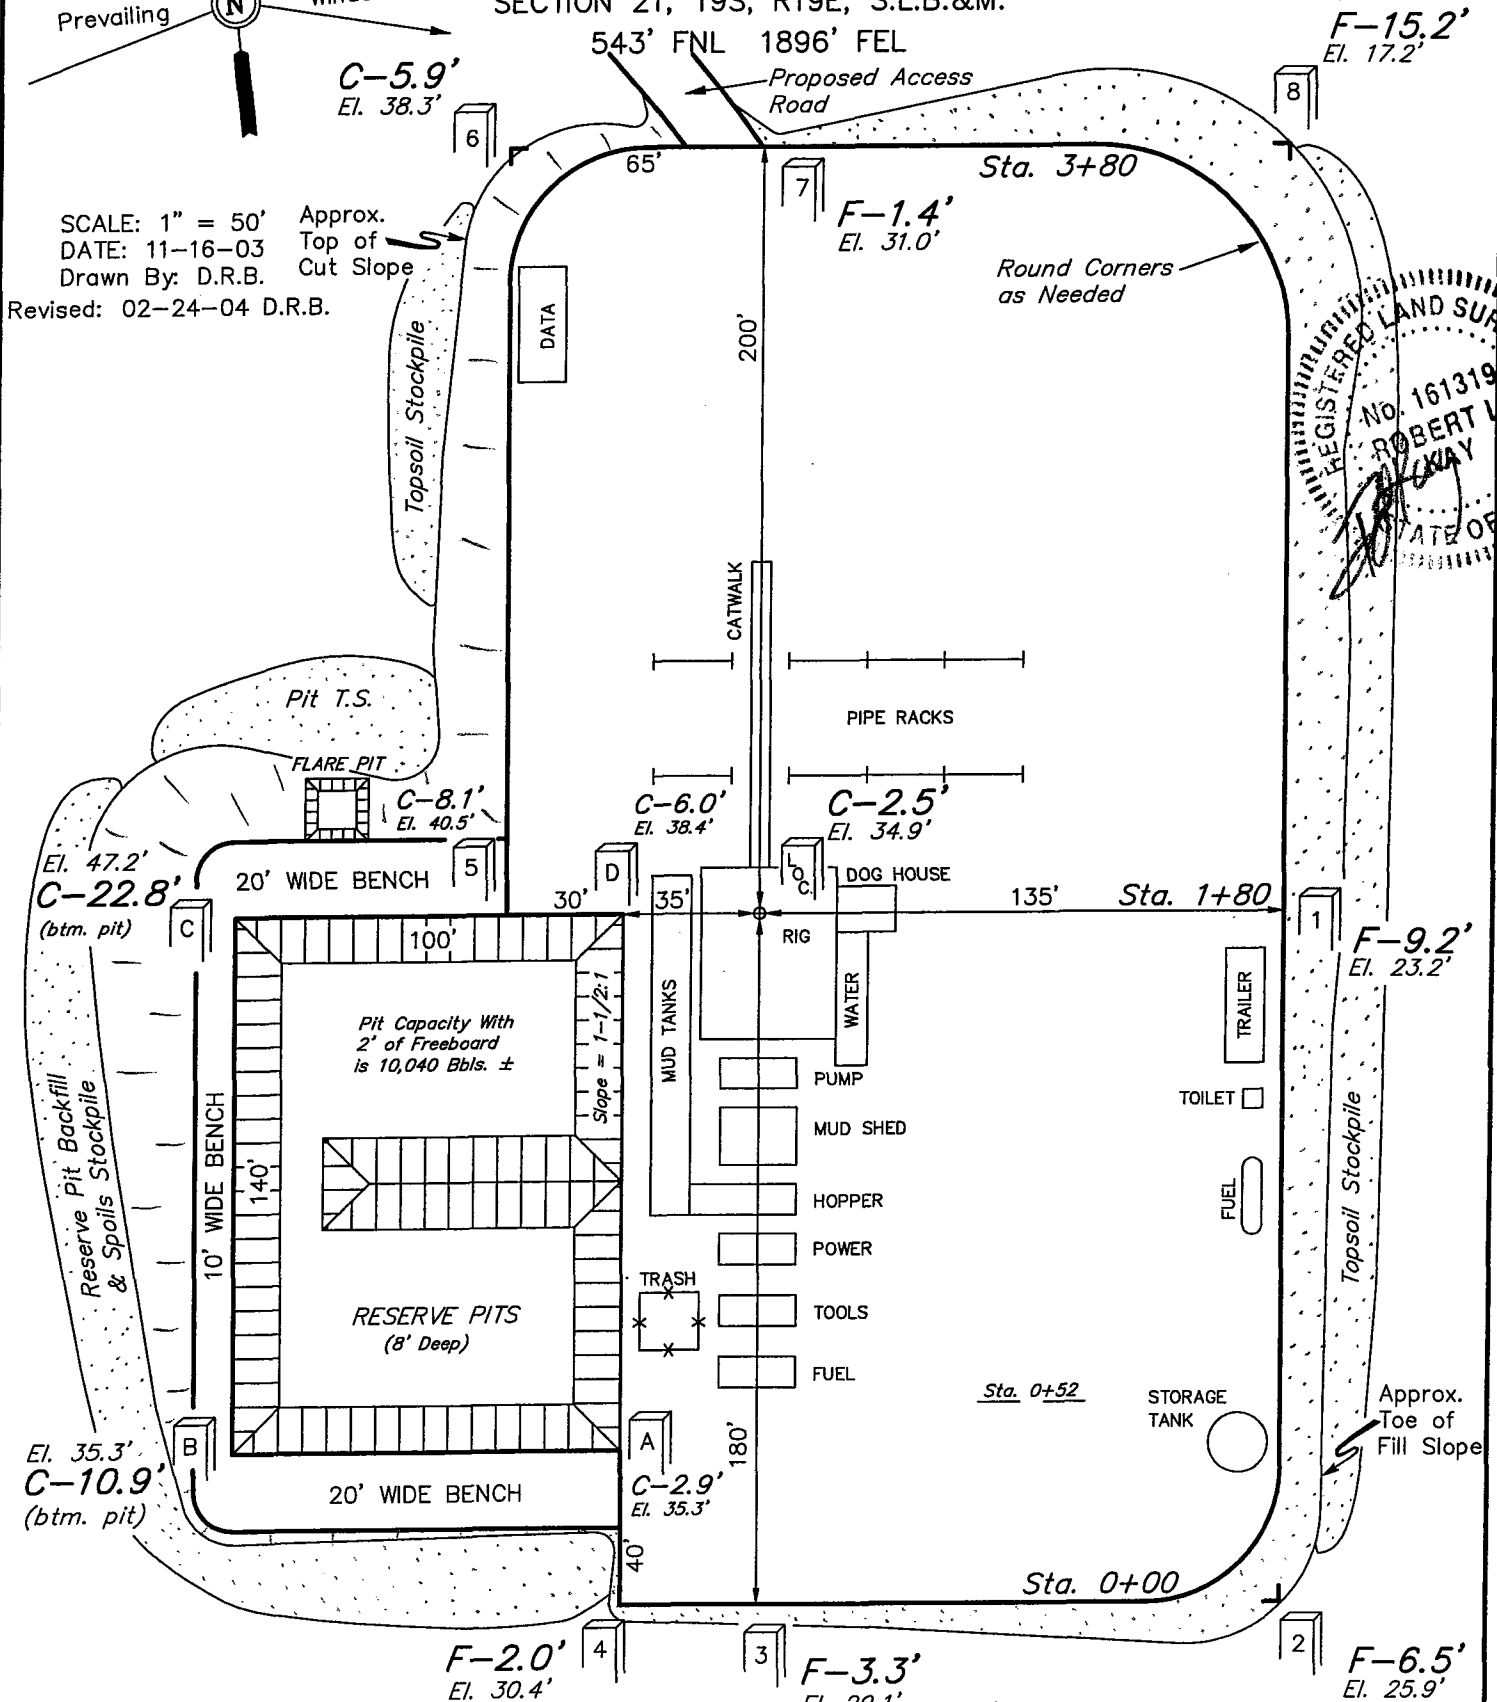 SECTION 21, T9S, R19E, S.L.B.&M.
543' FNL 1896' FEL
Prevailing
N
F-15.2'
El. 17.2'
C-5.9'
El. 38.3'
Proposed Access
Road
6
8
65'
7
Sta. 3+80
F-1.4'
El. 31.0'
SCALE: 1" = 50'
DATE: 11-16-03
Drawn By: D.R.B.
Revised: 02-24-04 D.R.B.
Approx.
Top of
Cut Slope
Round Corners
as Needed
DATA
200'
Topsoil Stockpile
REGISTERED LAND SUR
No. 161319
ROBERT L
KAY
STATE OF
CATWALK
PIPE RACKS
Pit T.S.
FLARE PIT
C-8.1'
El. 40.5'
C-6.0'
El. 38.4'
C-2.5'
El. 34.9'
El. 47.2'
C-22.8'
(btm. pit)
20' WIDE BENCH
5
D
LOC.
DOG HOUSE
C
30'
35'
135'
Sta. 1+80
1
RIG
F-9.2'
El. 23.2'
100'
Pit Capacity With
2' of Freeboard
is 10,040 Bbls. ±
Slope = 1-1/2:1
MUD TANKS
WATER
TRAILER
PUMP
TOILET
MUD SHED
10' WIDE BENCH
140'
Reserve Pit Backfill
& Spoils Stockpile
HOPPER
FUEL
Topsoil Stockpile
POWER
TRASH
RESERVE PITS
(8' Deep)
TOOLS
FUEL
Sta. 0+52
STORAGE
TANK
Approx.
Toe of
Fill Slope
El. 35.3'
C-10.9'
(btm. pit)
B
A
C-2.9'
El. 35.3'
180'
20' WIDE BENCH
40'
Sta. 0+00
4
3
2
F-2.0'
El. 30.4'
F-3.3'
F-6.5'
El. 25.9'